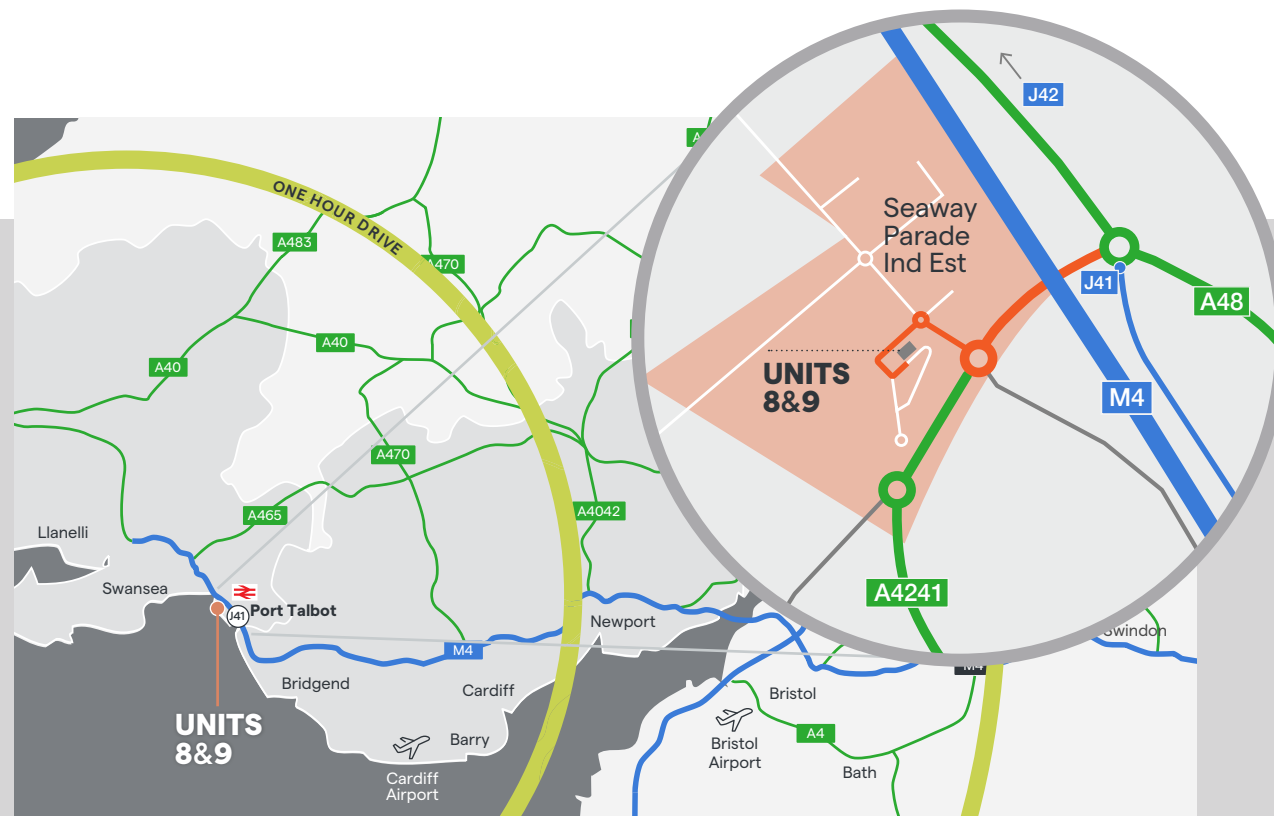 J42
ONE HOUR DRIVE
A483
A470
Seaway
Parade
Ind Est
J41
A48
A40
A40
UNITS
8&9
M4
A470
A465
A4042
Llanelli
Swansea
J41
Port Talbot
A4241
Newport
Swindon
M4
M4
Bridgend
Cardiff
Bristol
UNITS
8&9
Barry
A4
Bristol
Airport
Cardiff
Airport
Bath